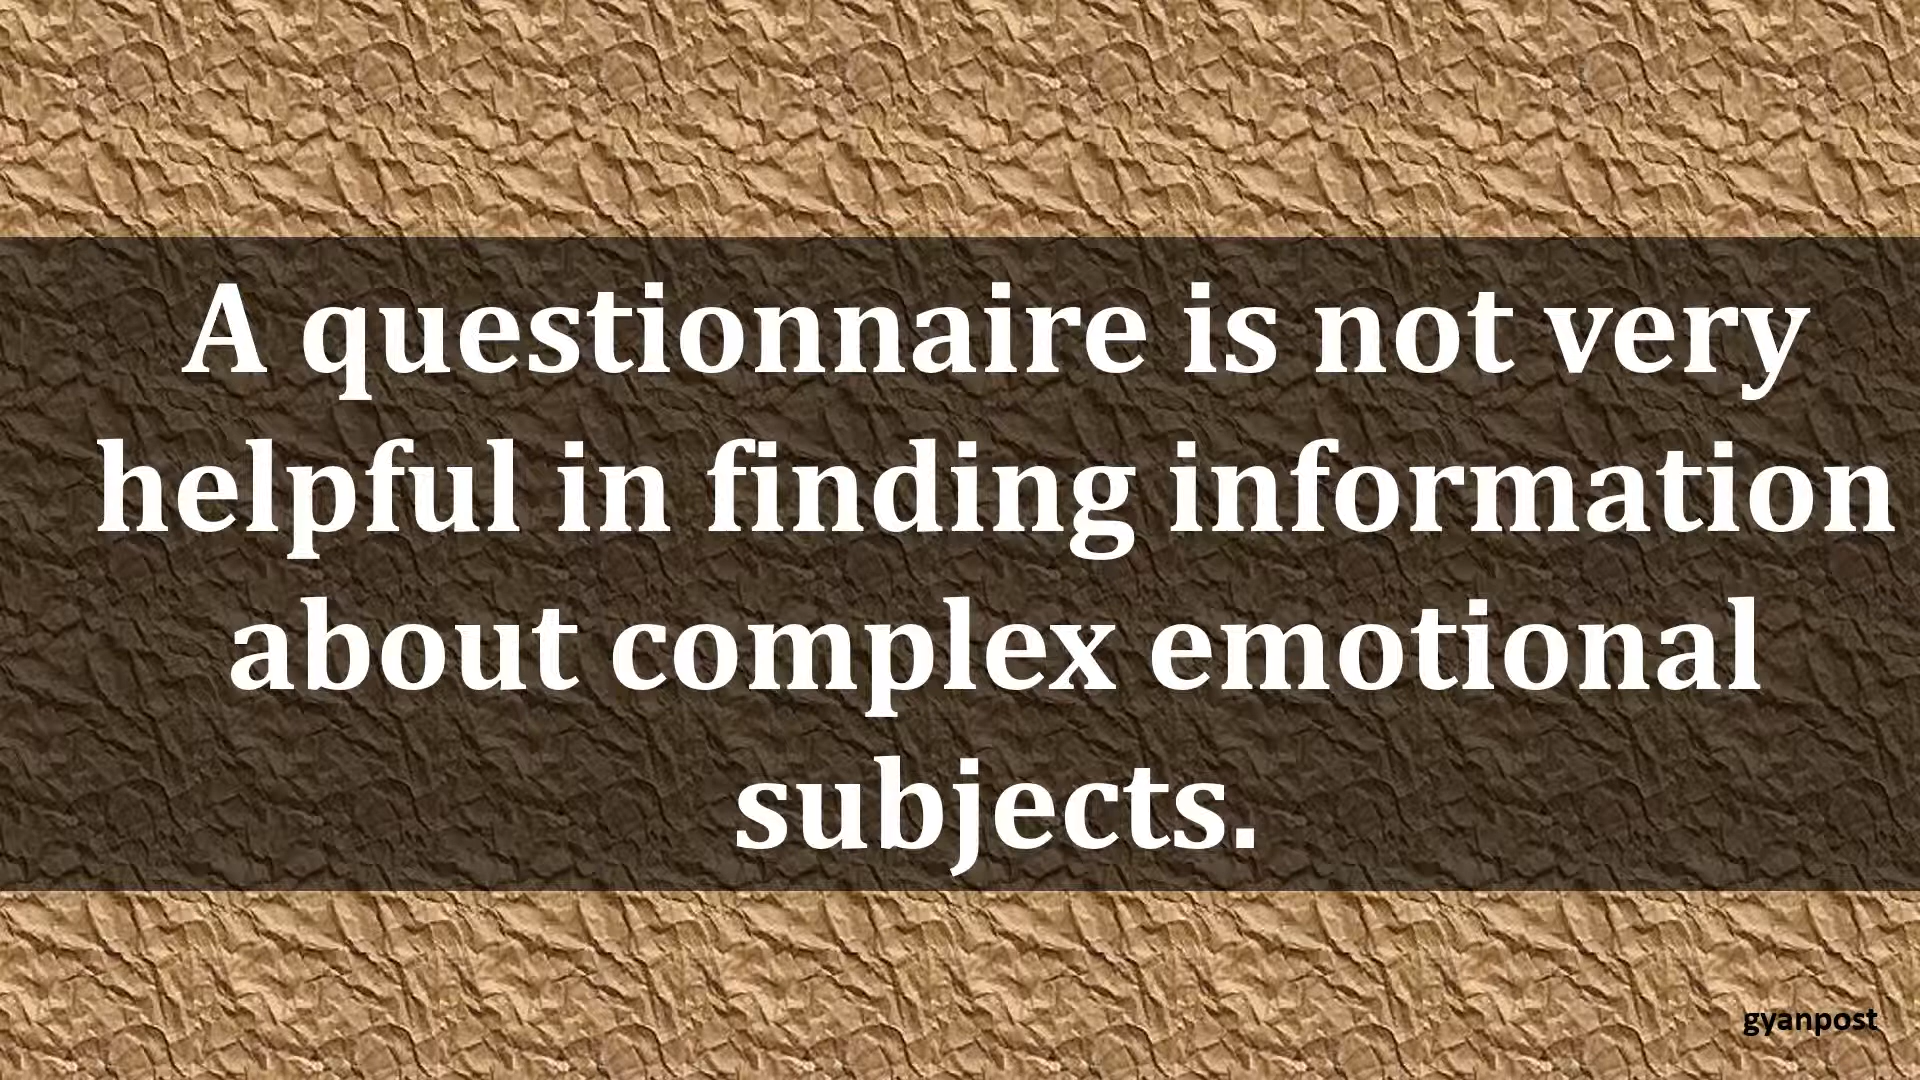 A questionnaire is not very
helpful in finding information
about complex emotional
subjects.
gyanpost